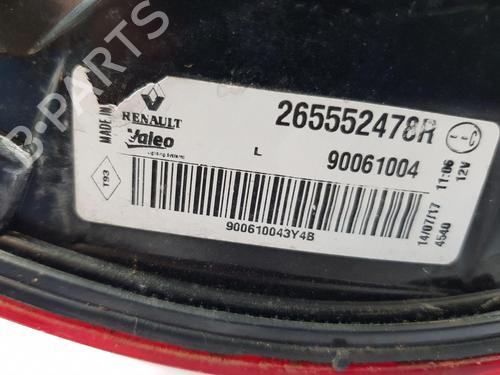 B-PARTS
MADE IN
RENAULT
Valeo
265552478R
L
90061004
T93
900610043Y4B
11:06 12V
14/07/17 4540